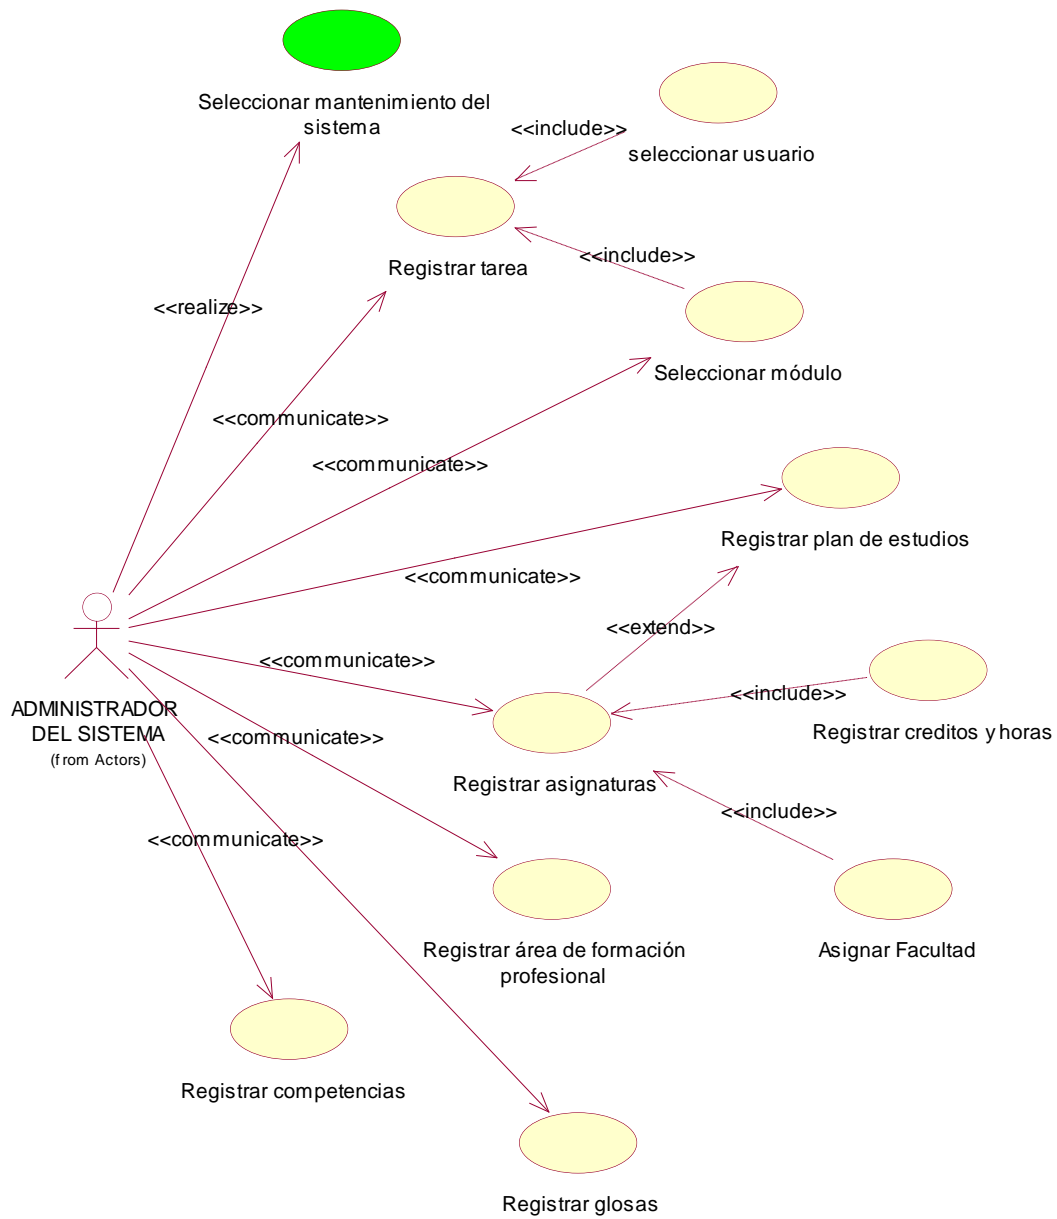 Seleccionar mantenimiento del
sistema
<<include>>
seleccionar usuario
Registrar tarea
<<include>>
<<realize>>
Seleccionar módulo
<<communicate>>
<<communicate>>
Registrar plan de estudios
<<communicate>>
<<extend>>
<<communicate>>
<<include>>
ADMINISTRADOR
DEL SISTEMA
(from Actors)
<<communicate>>
Registrar creditos y horas
Registrar asignaturas
<<include>>
<<communicate>>
Registrar área de formación
profesional
Asignar Facultad
Registrar competencias
Registrar glosas